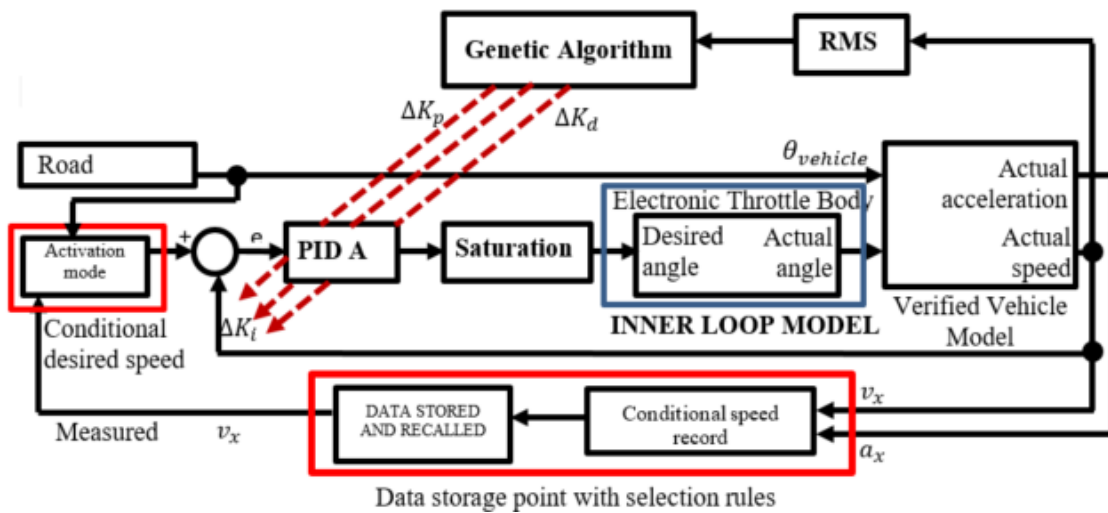 Genetic Algorithm
RMS
ΔK_p
ΔK_d
Road
θ_vehicle
Actual
acceleration
Electronic Throttle Body
Activation
mode
+
e
PID A
Saturation
Desired
angle
Actual
angle
Actual
speed
ΔK_i
INNER LOOP MODEL
Verified Vehicle
Model
Conditional
desired speed
DATA STORED
AND RECALLED
Conditional speed
record
v_x
Measured
v_x
a_x
Data storage point with selection rules